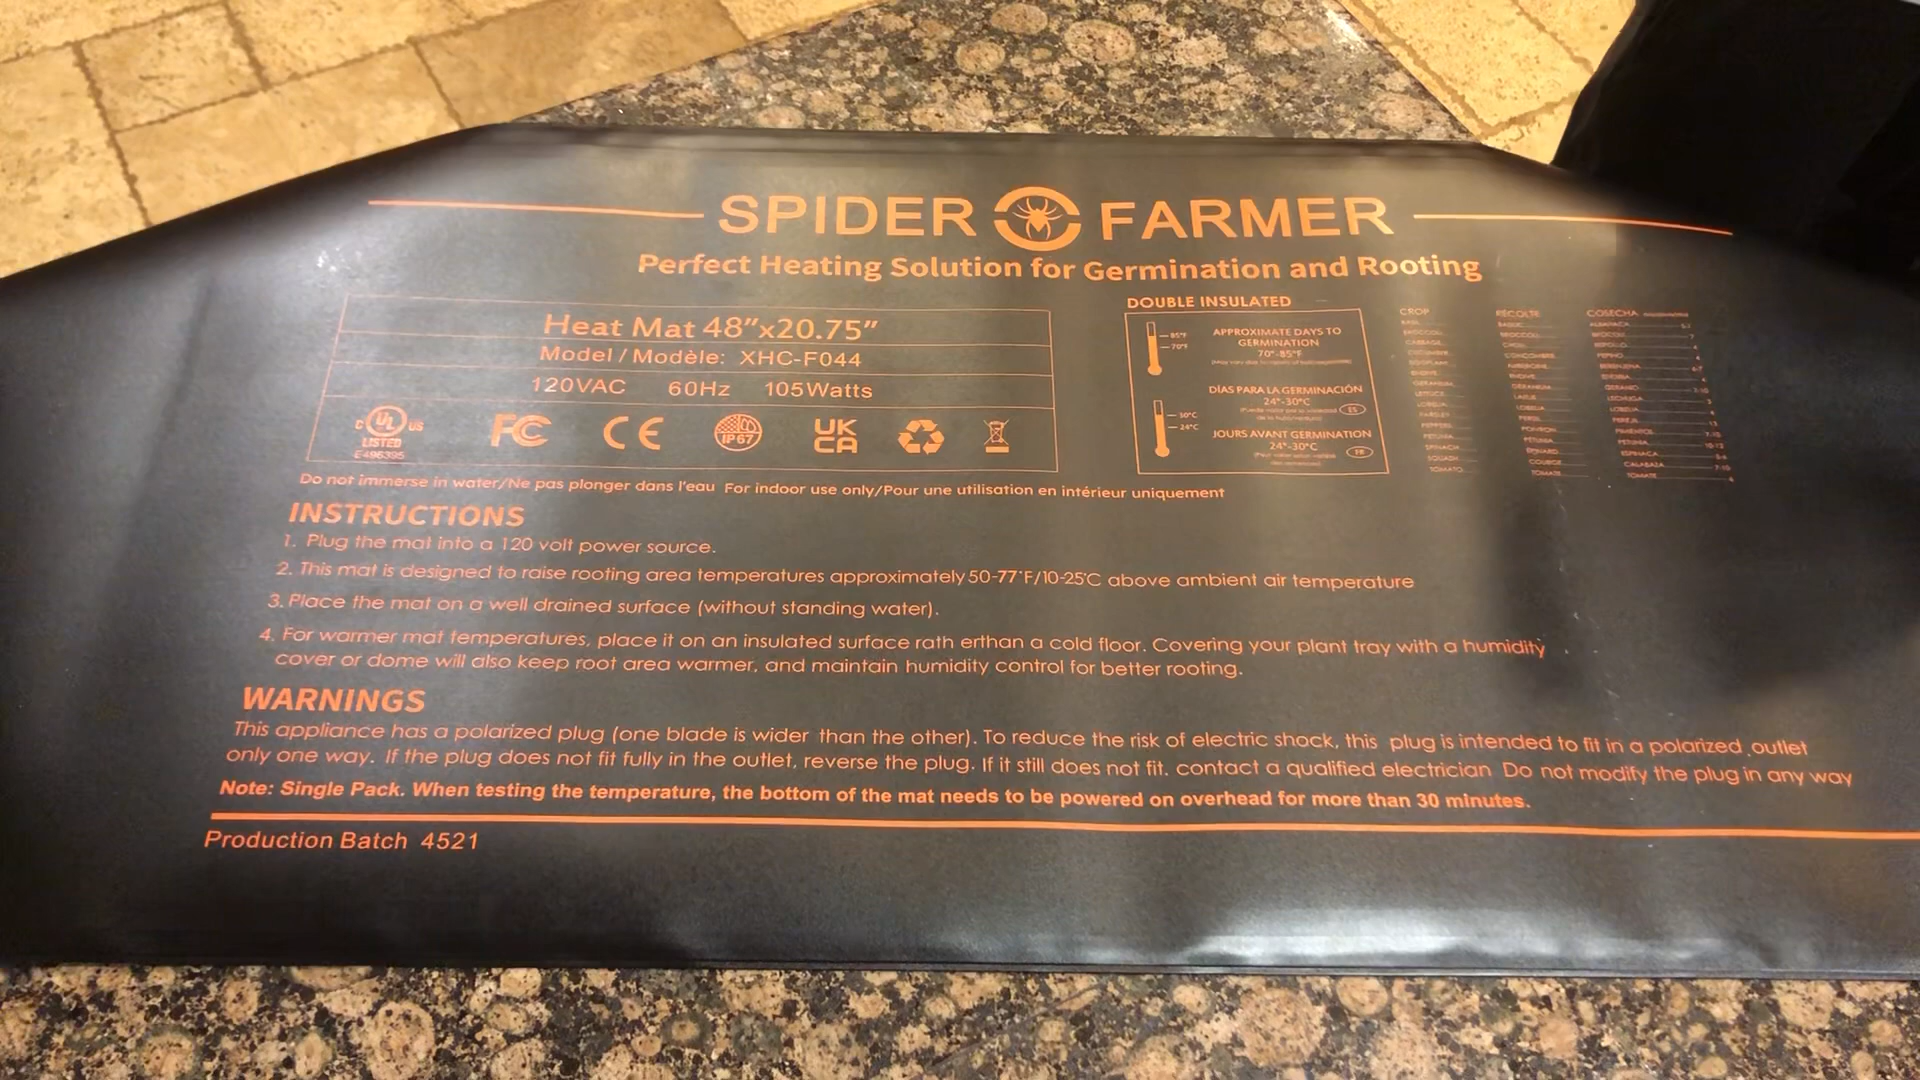 SPIDER FARMER
Perfect Heating Solution for Germination and Rooting
Heat Mat 48”x20.75”
Model / Modèle: XHC-F044
120VAC 60Hz 105Watts
C UL US
LISTED
E496395
FC CE IP67 UK
CA
Do not immerse in water/Ne pas plonger dans l'eau For indoor use only/Pour une utilisation en intérieur uniquement
DOUBLE INSULATED
85°F
70°F
APPROXIMATE DAYS TO
GERMINATION
70°-85°F
DÍAS PARA LA GERMINACIÓN
24°-30°C
ES
30°C
24°C
JOURS AVANT GERMINATION
24°-30°C
FR
CROP RÉCOLTE COSECHA
INSTRUCTIONS
1. Plug the mat into a 120 volt power source.
2. This mat is designed to raise rooting area temperatures approximately 50-77°F/10-25°C above ambient air temperature
3. Place the mat on a well drained surface (without standing water).
4. For warmer mat temperatures, place it on an insulated surface rath erthan a cold floor. Covering your plant tray with a humidity
cover or dome will also keep root area warmer, and maintain humidity control for better rooting.
WARNINGS
This appliance has a polarized plug (one blade is wider than the other). To reduce the risk of electric shock, this plug is intended to fit in a polarized outlet
only one way. If the plug does not fit fully in the outlet, reverse the plug. If it still does not fit. contact a qualified electrician Do not modify the plug in any way
Note: Single Pack. When testing the temperature, the bottom of the mat needs to be powered on overhead for more than 30 minutes.
Production Batch 4521